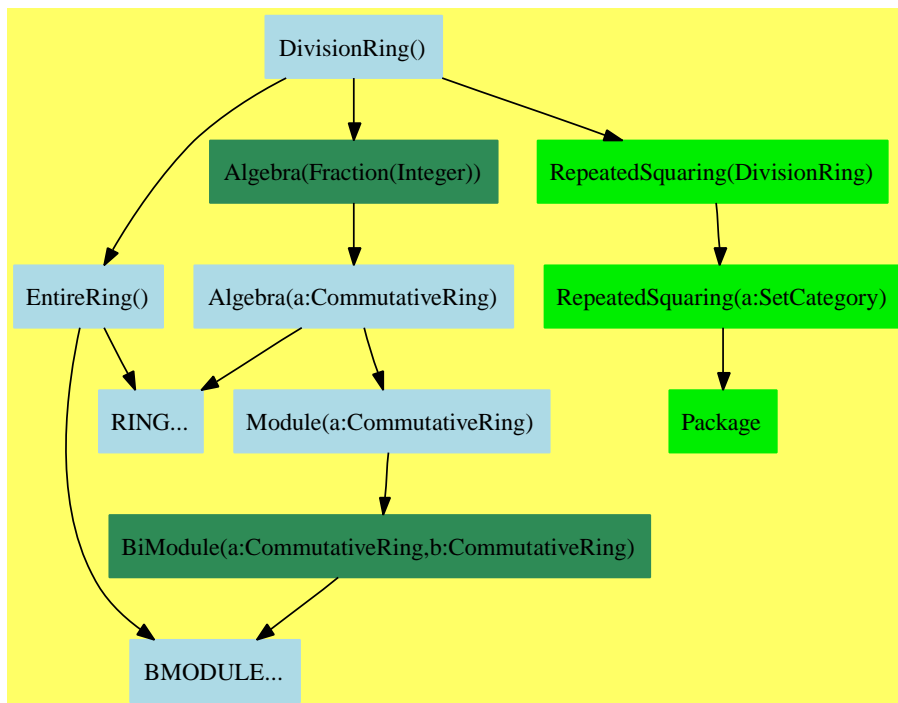 DivisionRing()
Algebra(Fraction(Integer))
RepeatedSquaring(DivisionRing)
EntireRing()
Algebra(a:CommutativeRing)
RepeatedSquaring(a:SetCategory)
RING...
Module(a:CommutativeRing)
Package
BiModule(a:CommutativeRing,b:CommutativeRing)
BMODULE...